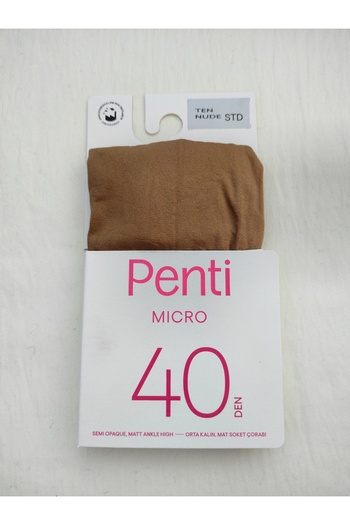 TEN
NUDE STD
Penti
MICRO
40
DEN
SEMI OPAQUE, MATT ANKLE HIGH — ORTA KALIN, MAT SOKET ÇORABI